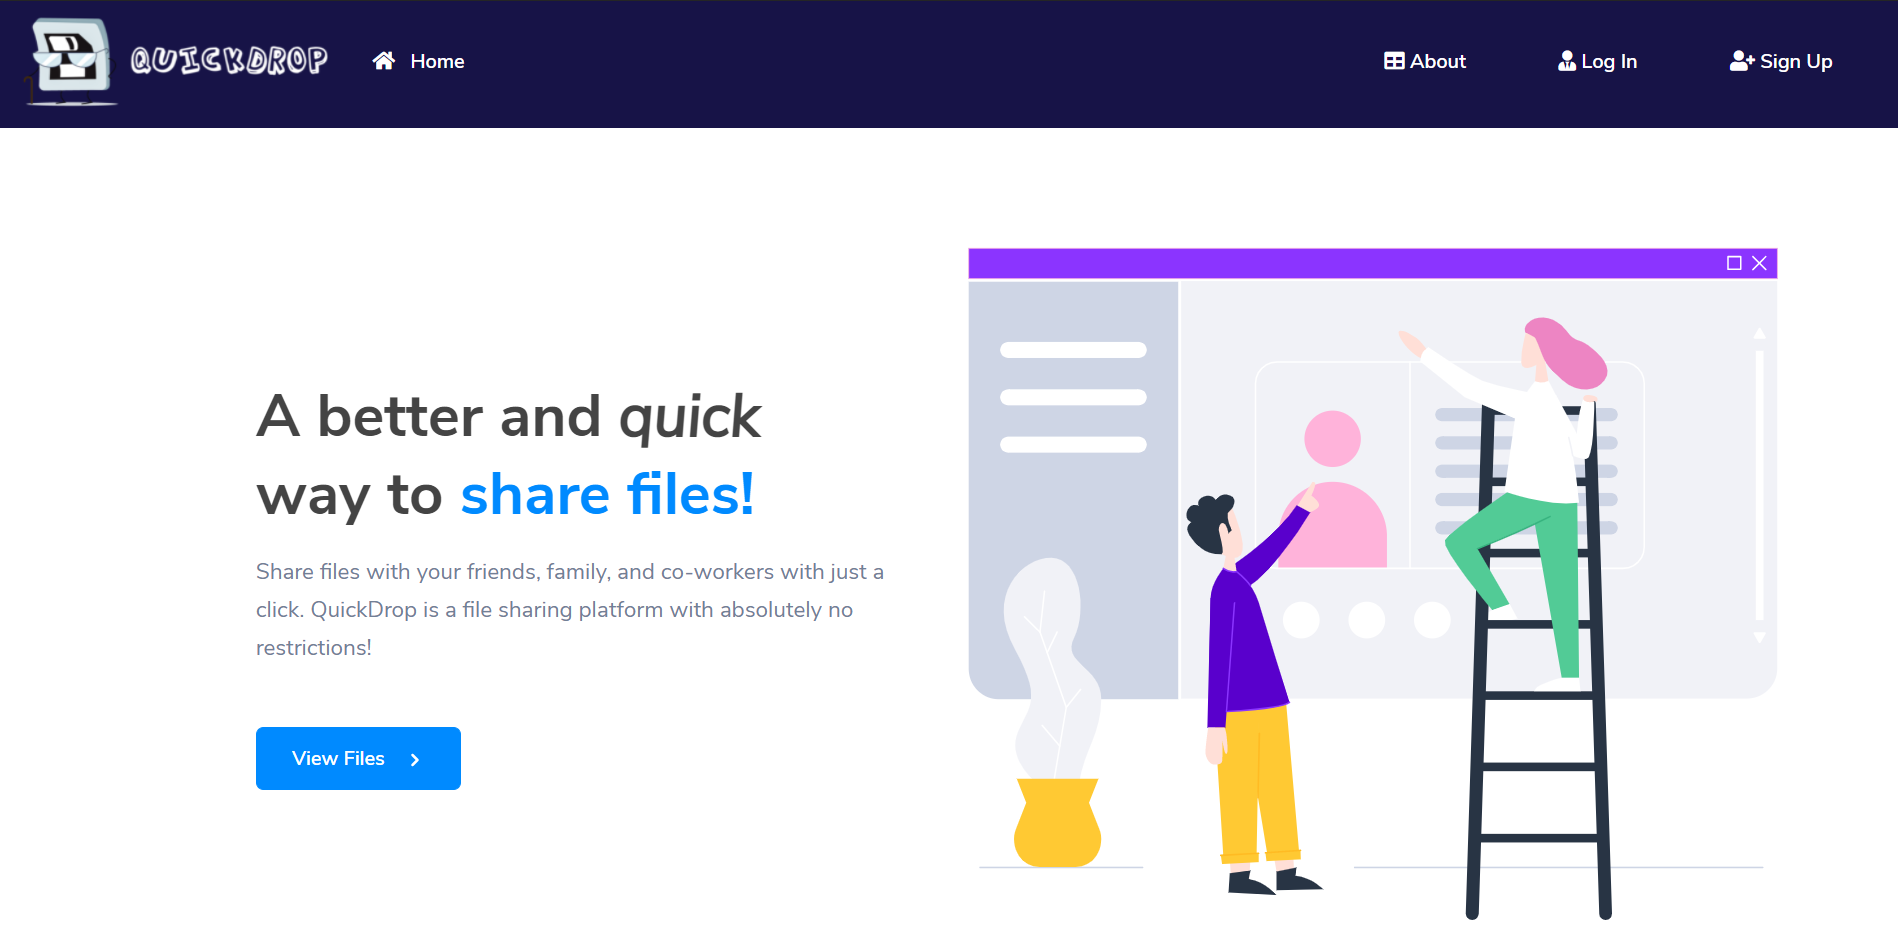 QUICKDROP
Home
About
Log In
Sign Up
A better and quick
way to share files!
Share files with your friends, family, and co-workers with just a
click. QuickDrop is a file sharing platform with absolutely no
restrictions!
View Files